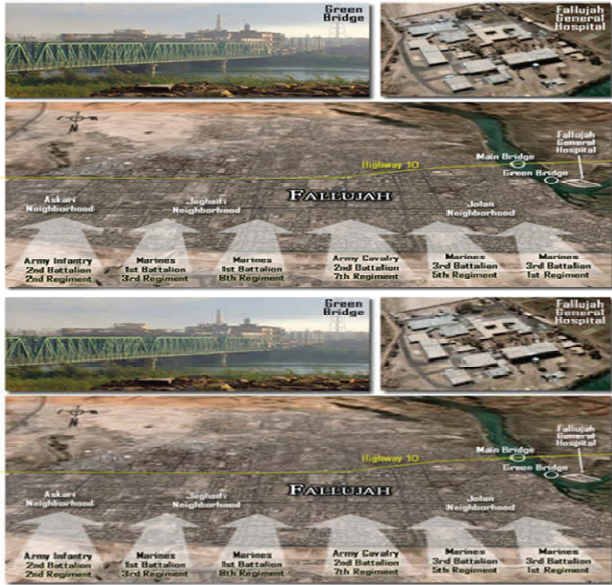 Green
Bridge
Fallujah
General
Hospital
N
Highway 10
Main Bridge
Green Bridge
Fallujah
General
Hospital
Askari
Neighborhood
Joghaifi
Neighborhood
FALLUJAH
Jolan
Neighborhood
Army Infantry
2nd Battalion
2nd Regiment
Marines
1st Battalion
3rd Regiment
Marines
1st Battalion
8th Regiment
Army Cavalry
2nd Battalion
7th Regiment
Marines
3rd Battalion
5th Regiment
Marines
3rd Battalion
1st Regiment
Green
Bridge
Fallujah
General
Hospital
N
Highway 10
Main Bridge
Green Bridge
Fallujah
General
Hospital
Askari
Neighborhood
Joghaifi
Neighborhood
FALLUJAH
Jolan
Neighborhood
Army Infantry
2nd Battalion
2nd Regiment
Marines
1st Battalion
3rd Regiment
Marines
1st Battalion
8th Regiment
Army Cavalry
2nd Battalion
7th Regiment
Marines
3rd Battalion
5th Regiment
Marines
3rd Battalion
1st Regiment